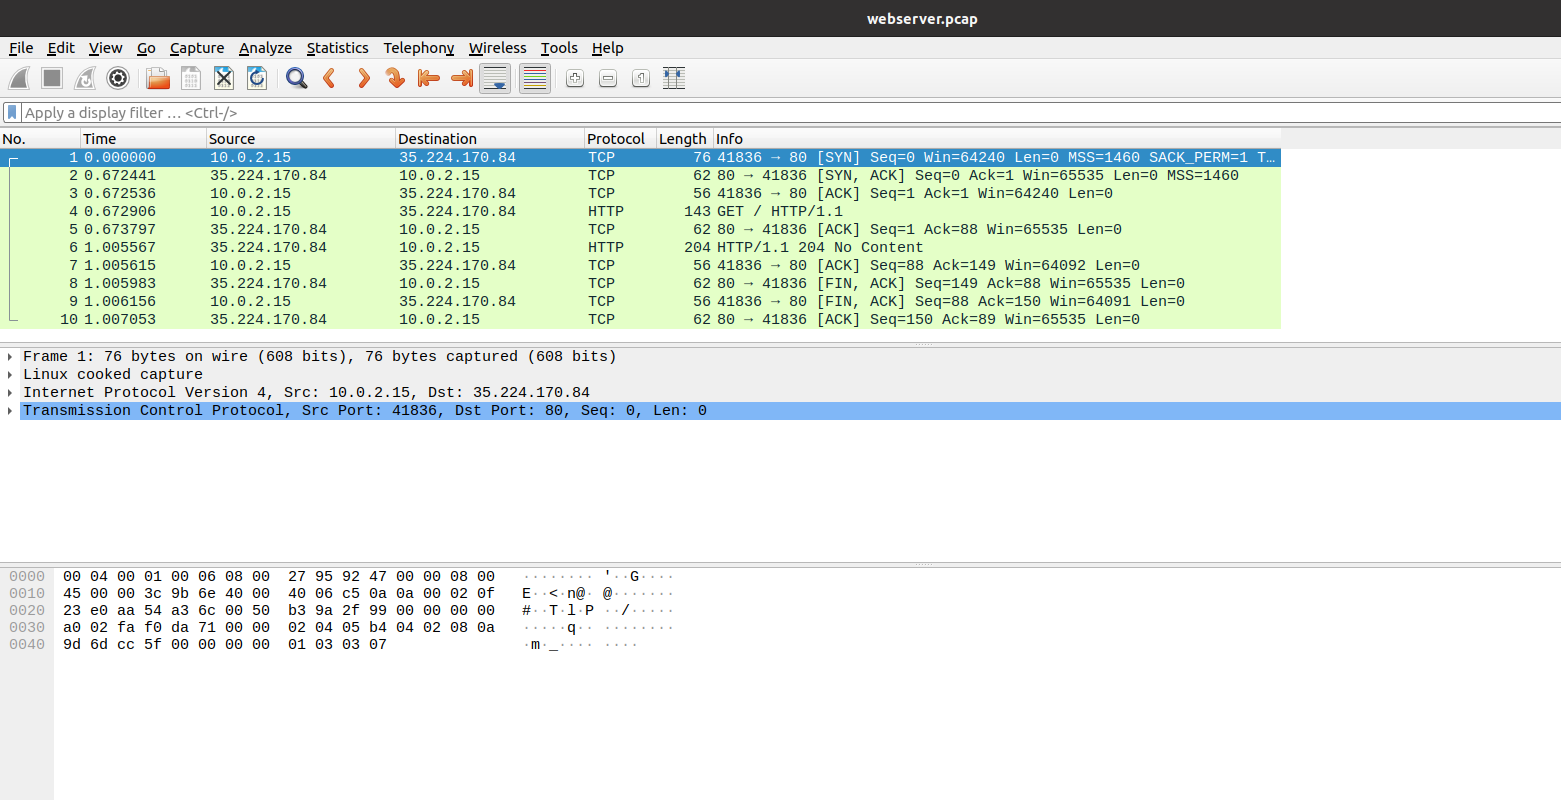 webserver.pcap
File Edit View Go Capture Analyze Statistics Telephony Wireless Tools Help
Apply a display filter … <Ctrl-/>
No. Time Source Destination Protocol Length Info
1 0.000000 10.0.2.15 35.224.170.84 TCP 76 41836 → 80 [SYN] Seq=0 Win=64240 Len=0 MSS=1460 SACK_PERM=1 T…
2 0.672441 35.224.170.84 10.0.2.15 TCP 62 80 → 41836 [SYN, ACK] Seq=0 Ack=1 Win=65535 Len=0 MSS=1460
3 0.672536 10.0.2.15 35.224.170.84 TCP 56 41836 → 80 [ACK] Seq=1 Ack=1 Win=64240 Len=0
4 0.672906 10.0.2.15 35.224.170.84 HTTP 143 GET / HTTP/1.1
5 0.673797 35.224.170.84 10.0.2.15 TCP 62 80 → 41836 [ACK] Seq=1 Ack=88 Win=65535 Len=0
6 1.005567 35.224.170.84 10.0.2.15 HTTP 204 HTTP/1.1 204 No Content
7 1.005615 10.0.2.15 35.224.170.84 TCP 56 41836 → 80 [ACK] Seq=88 Ack=149 Win=64092 Len=0
8 1.005983 35.224.170.84 10.0.2.15 TCP 62 80 → 41836 [FIN, ACK] Seq=149 Ack=88 Win=65535 Len=0
9 1.006156 10.0.2.15 35.224.170.84 TCP 56 41836 → 80 [FIN, ACK] Seq=88 Ack=150 Win=64091 Len=0
10 1.007053 35.224.170.84 10.0.2.15 TCP 62 80 → 41836 [ACK] Seq=150 Ack=89 Win=65535 Len=0
Frame 1: 76 bytes on wire (608 bits), 76 bytes captured (608 bits)
Linux cooked capture
Internet Protocol Version 4, Src: 10.0.2.15, Dst: 35.224.170.84
Transmission Control Protocol, Src Port: 41836, Dst Port: 80, Seq: 0, Len: 0
0000 00 04 00 01 00 06 08 00 27 95 92 47 00 00 08 00 ········ '··G····
0010 45 00 00 3c 9b 6e 40 00 40 06 c5 0a 0a 00 02 0f E··<·n@· @·······
0020 23 e0 aa 54 a3 6c 00 50 b3 9a 2f 99 00 00 00 00 #··T·l·P ··/·····
0030 a0 02 fa f0 da 71 00 00 02 04 05 b4 04 02 08 0a ·····q·· ········
0040 9d 6d cc 5f 00 00 00 00 01 03 03 07 ·m·_···· ····